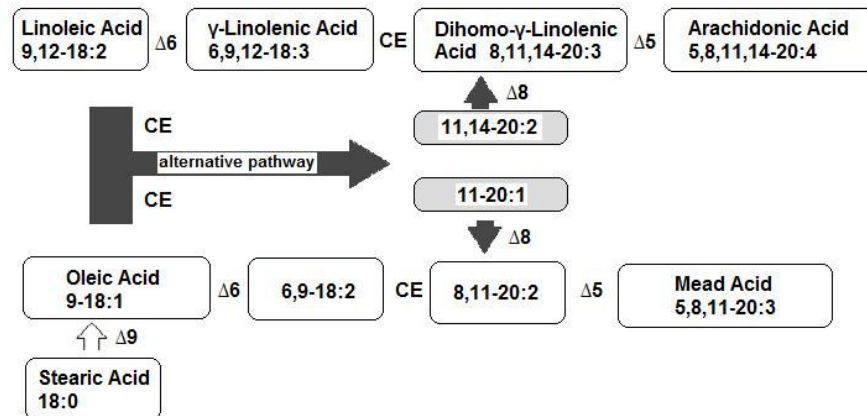 Linoleic Acid
9,12-18:2
Δ6
γ-Linolenic Acid
6,9,12-18:3
CE
Dihomo-γ-Linolenic
Acid 8,11,14-20:3
Δ5
Arachidonic Acid
5,8,11,14-20:4
Δ8
CE
11,14-20:2
alternative pathway
CE
11-20:1
Δ8
Oleic Acid
9-18:1
Δ6
6,9-18:2
CE
8,11-20:2
Δ5
Mead Acid
5,8,11-20:3
Δ9
Stearic Acid
18:0